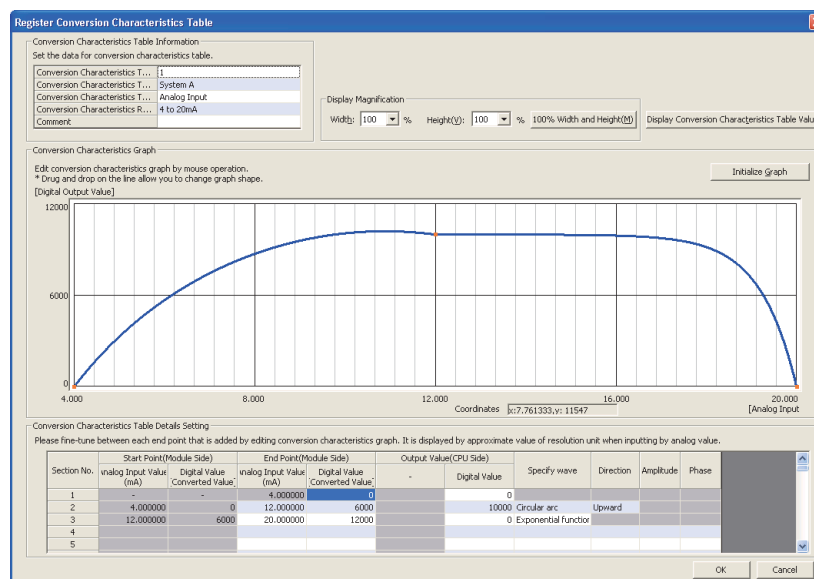 Register Conversion Characteristics Table
Conversion Characteristics Table Information
Set the data for conversion characteristics table.
Conversion Characteristics T... 1
Conversion Characteristics T... System A
Conversion Characteristics T... Analog Input
Conversion Characteristics R... 4 to 20mA
Comment
Display Magnification
Width: 100 % Height(V): 100 % 100% Width and Height(M)
Display Conversion Characteristics Table Valu
Conversion Characteristics Graph
Edit conversion characteristics graph by mouse operation.
* Drug and drop on the line allow you to change graph shape.
Initialize Graph
[Digital Output Value]
12000
6000
0
4.000 8.000 12.000 16.000 20.000
Coordinates x:7.761333,y: 11547 [Analog Input
Conversion Characteristics Table Details Setting
Please fine-tune between each end point that is added by editing conversion characteristics graph. It is displayed by approximate value of resolution unit when inputting by analog value.
Section No. Start Point(Module Side) End Point(Module Side) Output Value(CPU Side) Specify wave Direction Amplitude Phase
nalog Input Value (mA) Digital Value Converted Value) nalog Input Value (mA) Digital Value Converted Value) - Digital Value
1 - - 4.000000 0 0
2 4.000000 0 12.000000 6000 10000 Circular arc Upward
3 12.000000 6000 20.000000 12000 0 Exponential function
4
5
OK Cancel